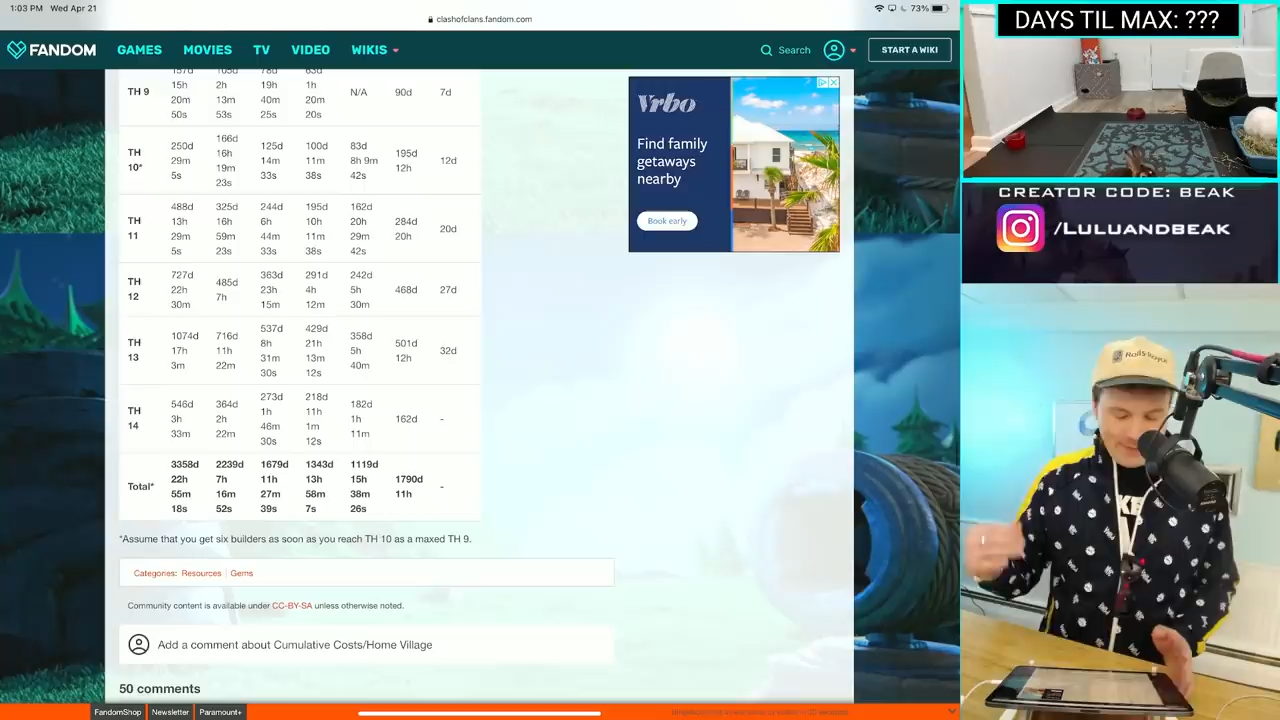 1:03 PM Wed Apr 21
clashofclans.fandom.com
73%
FANDOM GAMES MOVIES TV VIDEO WIKIS Search START A WIKI
TH 9
157d 15h 20m 50s
105d 2h 13m 53s
78d 19h 40m 25s
63d 1h 20m 20s
N/A
90d
7d
TH 10*
250d 29m 5s
166d 16h 19m 23s
125d 14m 33s
100d 11m 38s
83d 8h 9m 42s
195d 12h
12d
TH 11
488d 13h 29m 5s
325d 16h 59m 23s
244d 6h 44m 33s
195d 10h 11m 38s
162d 20h 29m 42s
284d 20h
20d
TH 12
727d 22h 30m
485d 7h
363d 23h 15m
291d 4h 12m
242d 5h 30m
468d
27d
TH 13
1074d 17h 3m
716d 11h 22m
537d 8h 31m 30s
429d 21h 13m 12s
358d 5h 40m
501d 12h
32d
TH 14
546d 3h 33m
364d 2h 22m
273d 1h 46m 30s
218d 11h 1m 12s
182d 1h 11m
162d
-
Total*
3358d 22h 55m 18s
2239d 7h 16m 52s
1679d 11h 27m 39s
1343d 13h 58m 7s
1119d 15h 38m 26s
1790d 11h
-
*Assume that you get six builders as soon as you reach TH 10 as a maxed TH 9.
Categories: Resources Gems
Community content is available under CC-BY-SA unless otherwise noted.
Add a comment about Cumulative Costs/Home Village
50 comments
FandomShop Newsletter Paramount+
Vrbo
Find family
getaways
nearby
Book early
DAYS TIL MAX: ???
CREATOR CODE: BEAK
/LULUANDBEAK
Rolls-Royce